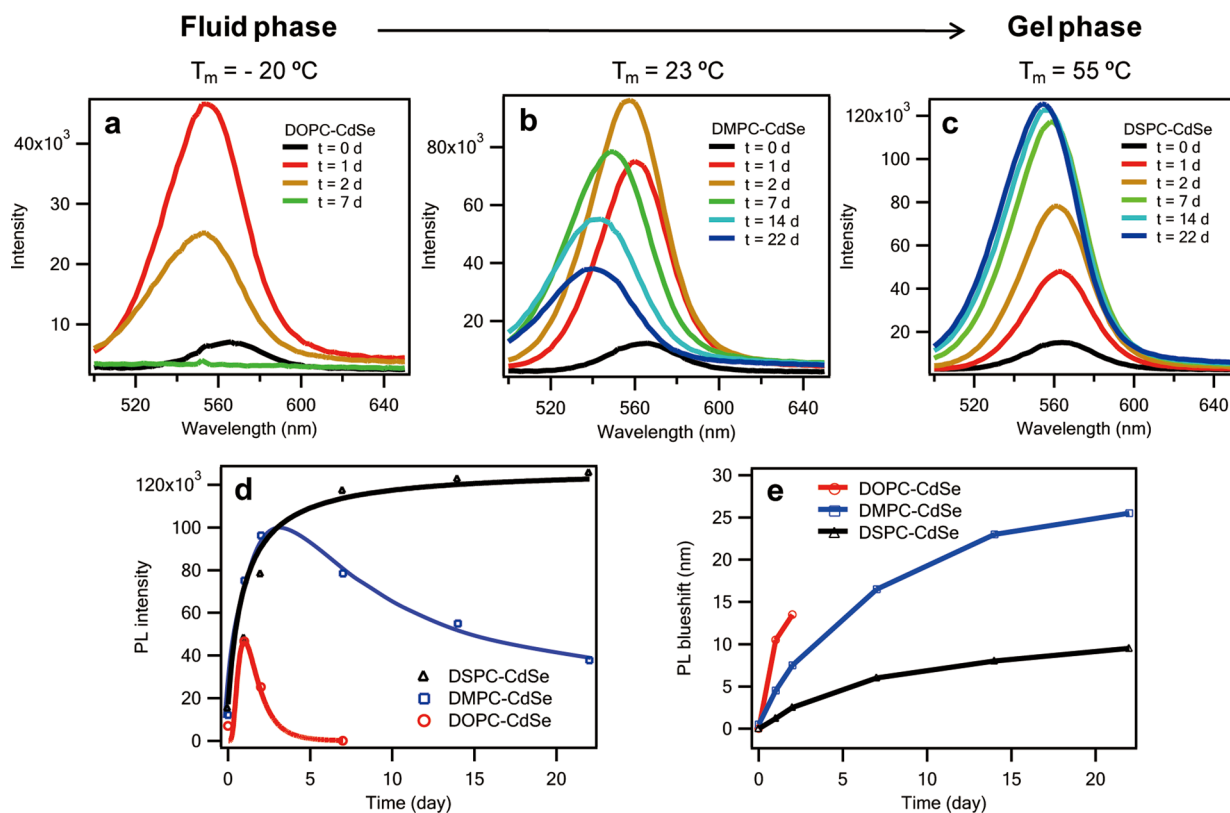 Fluid phase
Gel phase
Tm = - 20 ºC
Tm = 23 ºC
Tm = 55 ºC
a
DOPC-CdSe
t = 0 d
t = 1 d
t = 2 d
t = 7 d
40x10³
30
20
10
Intensity
520
560
600
640
Wavelength (nm)
b
DMPC-CdSe
t = 0 d
t = 1 d
t = 2 d
t = 7 d
t = 14 d
t = 22 d
80x10³
60
40
20
Intensity
520
560
600
640
Wavelength (nm)
c
DSPC-CdSe
t = 0 d
t = 1 d
t = 2 d
t = 7 d
t = 14 d
t = 22 d
120x10³
100
80
60
40
20
Intensity
520
560
600
640
Wavelength (nm)
d
120x10³
100
80
60
40
20
0
PL intensity
DSPC-CdSe
DMPC-CdSe
DOPC-CdSe
0
5
10
15
20
Time (day)
e
DOPC-CdSe
DMPC-CdSe
DSPC-CdSe
30
25
20
15
10
5
0
PL blueshift (nm)
0
5
10
15
20
Time (day)